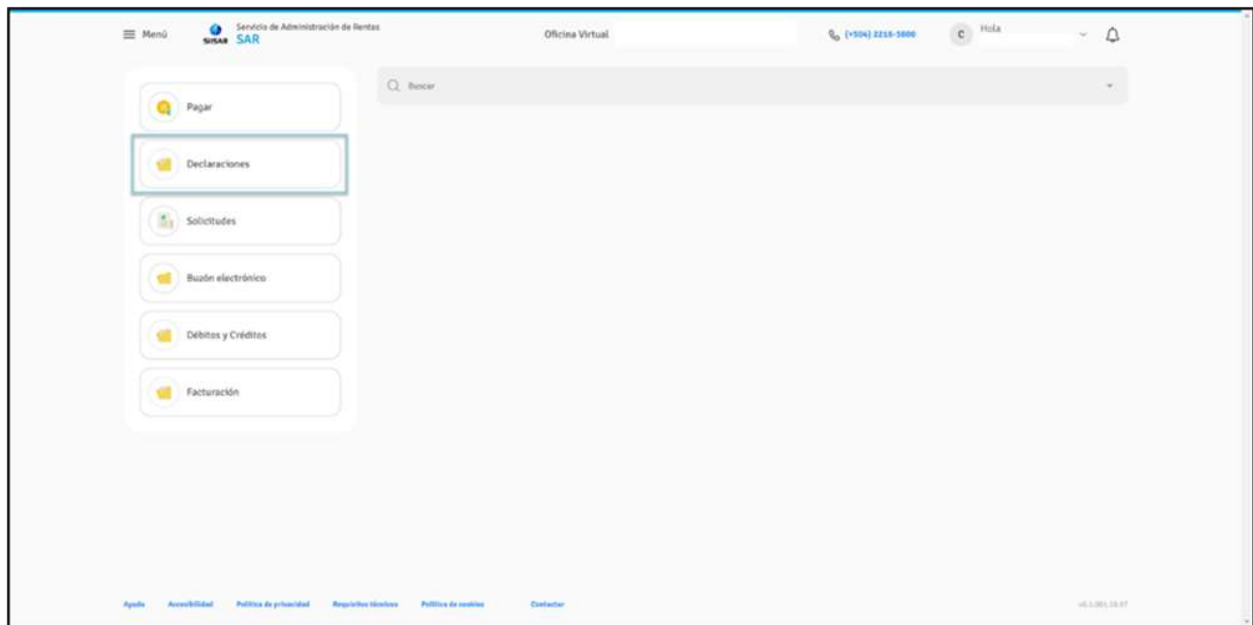 Menú
SISAR
Servicio de Administración de Rentas
SAR
Oficina Virtual
(+504) 2216-5800
C
Hola
Buscar
Pagar
Declaraciones
Solicitudes
Buzón electrónico
Débitos y Créditos
Facturación
Ayuda Accesibilidad Política de privacidad Requisitos técnicos Política de cookies Contactar